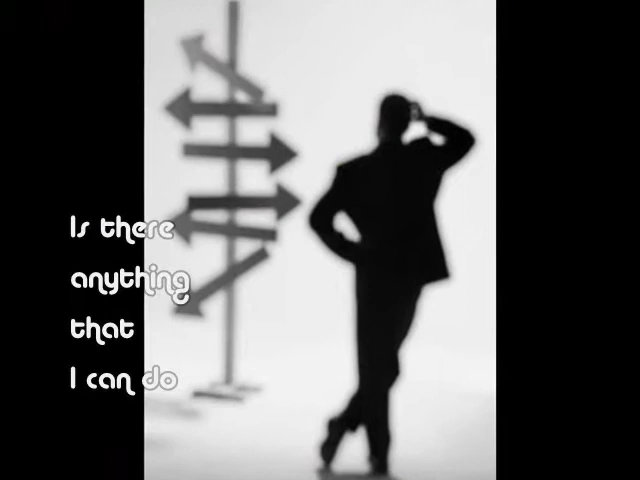 Is there
anything
that
I can do